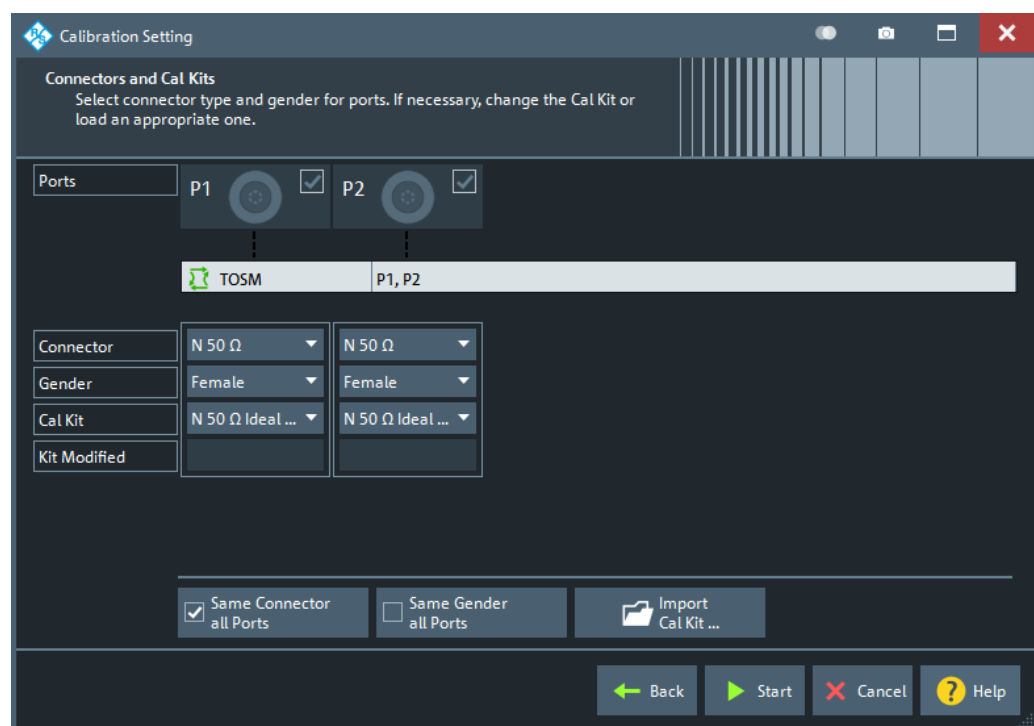 Calibration Setting
Connectors and Cal Kits
Select connector type and gender for ports. If necessary, change the Cal Kit or
load an appropriate one.
Ports
P1
P2
TOSM
P1, P2
Connector
N 50 Ω
N 50 Ω
Gender
Female
Female
Cal Kit
N 50 Ω Ideal ...
N 50 Ω Ideal ...
Kit Modified
Same Connector
all Ports
Same Gender
all Ports
Import
Cal Kit ...
Back
Start
Cancel
? Help